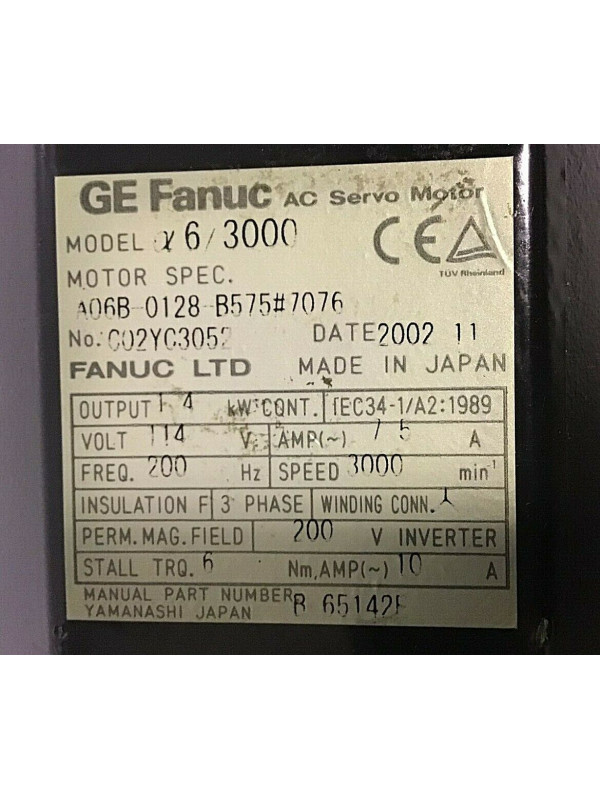 GE Fanuc AC Servo Motor
MODEL α6/3000
CE
TÜV Rheinland
MOTOR SPEC.
A06B-0128-B575#7076
No. C02YC3052 DATE 2002 11
FANUC LTD MADE IN JAPAN
OUTPUT 1 4 kW CONT. IEC34-1/A2:1989
VOLT 114 V AMP(~) 7 5 A
FREQ. 200 Hz SPEED 3000 min⁻¹
INSULATION F 3 PHASE WINDING CONN.
PERM.MAG.FIELD 200 V INVERTER
STALL TRQ. 6 Nm,AMP(~) 10 A
MANUAL PART NUMBER B 65142E
YAMANASHI JAPAN